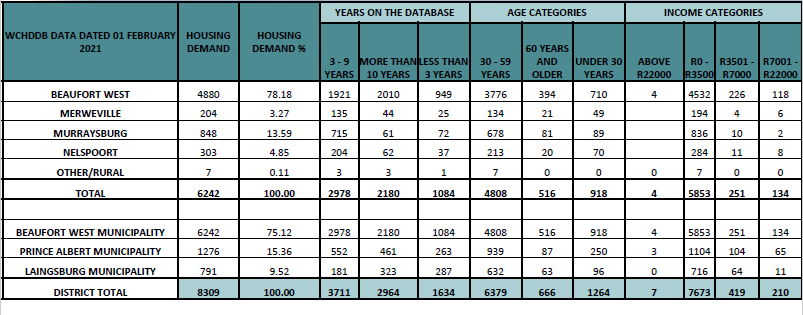 YEARS ON THE DATABASE AGE CATEGORIES INCOME CATEGORIES
WCHDDB DATA DATED 01 FEBRUARY 2021 HOUSING DEMAND HOUSING DEMAND % 3 - 9 YEARS MORE THAN 10 YEARS LESS THAN 3 YEARS 30 - 59 YEARS 60 YEARS AND OLDER UNDER 30 YEARS ABOVE R22000 R0 - R3500 R3501 - R7000 R7001 - R22000
BEAUFORT WEST 4880 78.18 1921 2010 949 3776 394 710 4 4532 226 118
MERWEVILLE 204 3.27 135 44 25 134 21 49 194 4 6
MURRAYSBURG 848 13.59 715 61 72 678 81 89 836 10 2
NELSPOORT 303 4.85 204 62 37 213 20 70 284 11 8
OTHER/RURAL 7 0.11 3 3 1 7 0 0 0 7 0 0
TOTAL 6242 100.00 2978 2180 1084 4808 516 918 4 5853 251 134
BEAUFORT WEST MUNICIPALITY 6242 75.12 2978 2180 1084 4808 516 918 4 5853 251 134
PRINCE ALBERT MUNICIPALITY 1276 15.36 552 461 263 939 87 250 3 1104 104 65
LAINGSBURG MUNICIPALITY 791 9.52 181 323 287 632 63 96 0 716 64 11
DISTRICT TOTAL 8309 100.00 3711 2964 1634 6379 666 1264 7 7673 419 210